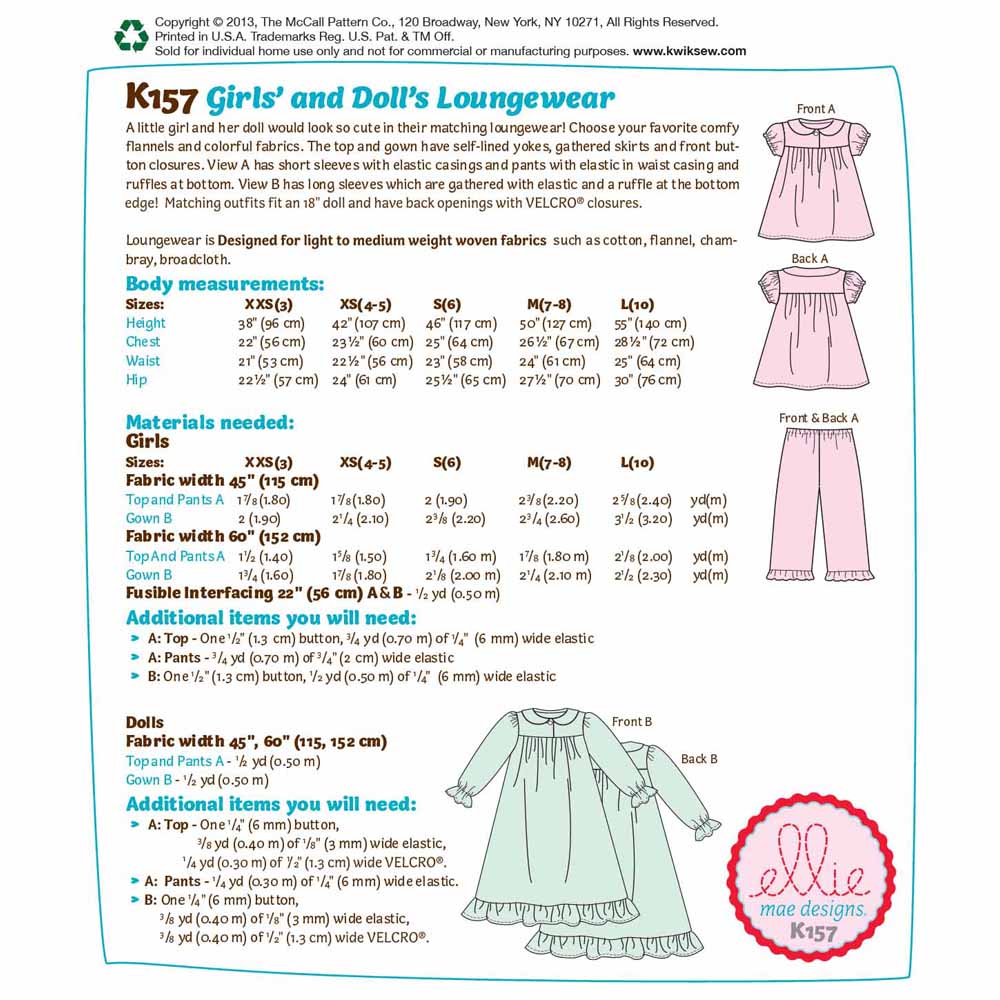 Copyright © 2013, The McCall Pattern Co., 120 Broadway, New York, NY 10271, All Rights Reserved.
Printed in U.S.A. Trademarks Reg. U.S. Pat. & TM Off.
Sold for individual home use only and not for commercial or manufacturing purposes. www.kwiksew.com
K157 Girls' and Doll's Loungewear
A little girl and her doll would look so cute in their matching loungewear! Choose your favorite comfy
flannels and colorful fabrics. The top and gown have self-lined yokes, gathered skirts and front but-
ton closures. View A has short sleeves with elastic casings and pants with elastic in waist casing and
ruffles at bottom. View B has long sleeves which are gathered with elastic and a ruffle at the bottom
edge! Matching outfits fit an 18" doll and have back openings with VELCRO® closures.
Loungewear is Designed for light to medium weight woven fabrics such as cotton, flannel, cham-
bray, broadcloth.
Body measurements:
Sizes: XXS(3) XS(4-5) S(6) M(7-8) L(10)
Height 38" (96 cm) 42" (107 cm) 46" (117 cm) 50" (127 cm) 55" (140 cm)
Chest 22" (56 cm) 23½" (60 cm) 25" (64 cm) 26½" (67 cm) 28½" (72 cm)
Waist 21" (53 cm) 22½" (56 cm) 23" (58 cm) 24" (61 cm) 25" (64 cm)
Hip 22½" (57 cm) 24" (61 cm) 25½" (65 cm) 27½" (70 cm) 30" (76 cm)
Materials needed:
Girls
Sizes: XXS(3) XS(4-5) S(6) M(7-8) L(10)
Fabric width 45" (115 cm)
Top and Pants A 1⅞ (1.80) 1⅞ (1.80) 2 (1.90) 2⅜ (2.20) 2⅝ (2.40) yd(m)
Gown B 2 (1.90) 2¼ (2.10) 2⅜ (2.20) 2¾ (2.60) 3½ (3.20) yd(m)
Fabric width 60" (152 cm)
Top And Pants A 1½ (1.40) 1⅝ (1.50) 1¾ (1.60 m) 1⅞ (1.80 m) 2⅛ (2.00) yd(m)
Gown B 1¾ (1.60) 1⅞ (1.80) 2⅛ (2.00 m) 2¼ (2.10 m) 2½ (2.30) yd(m)
Fusible Interfacing 22" (56 cm) A & B - ½ yd (0.50 m)
Additional items you will need:
➤ A: Top - One ½" (1.3 cm) button, ¾ yd (0.70 m) of ¼" (6 mm) wide elastic
➤ A: Pants - ¾ yd (0.70 m) of ¾" (2 cm) wide elastic
➤ B: One ½" (1.3 cm) button, ½ yd (0.50 m) of ¼" (6 mm) wide elastic
Dolls
Fabric width 45", 60" (115, 152 cm)
Top and Pants A - ½ yd (0.50 m)
Gown B - ½ yd (0.50 m)
Additional items you will need:
➤ A: Top - One ¼" (6 mm) button,
⅜ yd (0.40 m) of ⅛" (3 mm) wide elastic,
¼ yd (0.30 m) of ½" (1.3 cm) wide VELCRO®.
➤ A: Pants - ¼ yd (0.30 m) of ¼" (6 mm) wide elastic.
➤ B: One ¼" (6 mm) button,
⅜ yd (0.40 m) of ⅛" (3 mm) wide elastic,
⅜ yd (0.40 m) of ½" (1.3 cm) wide VELCRO®.
Front A
Back A
Front & Back A
Front B
Back B
ellie
mae designs.
K157